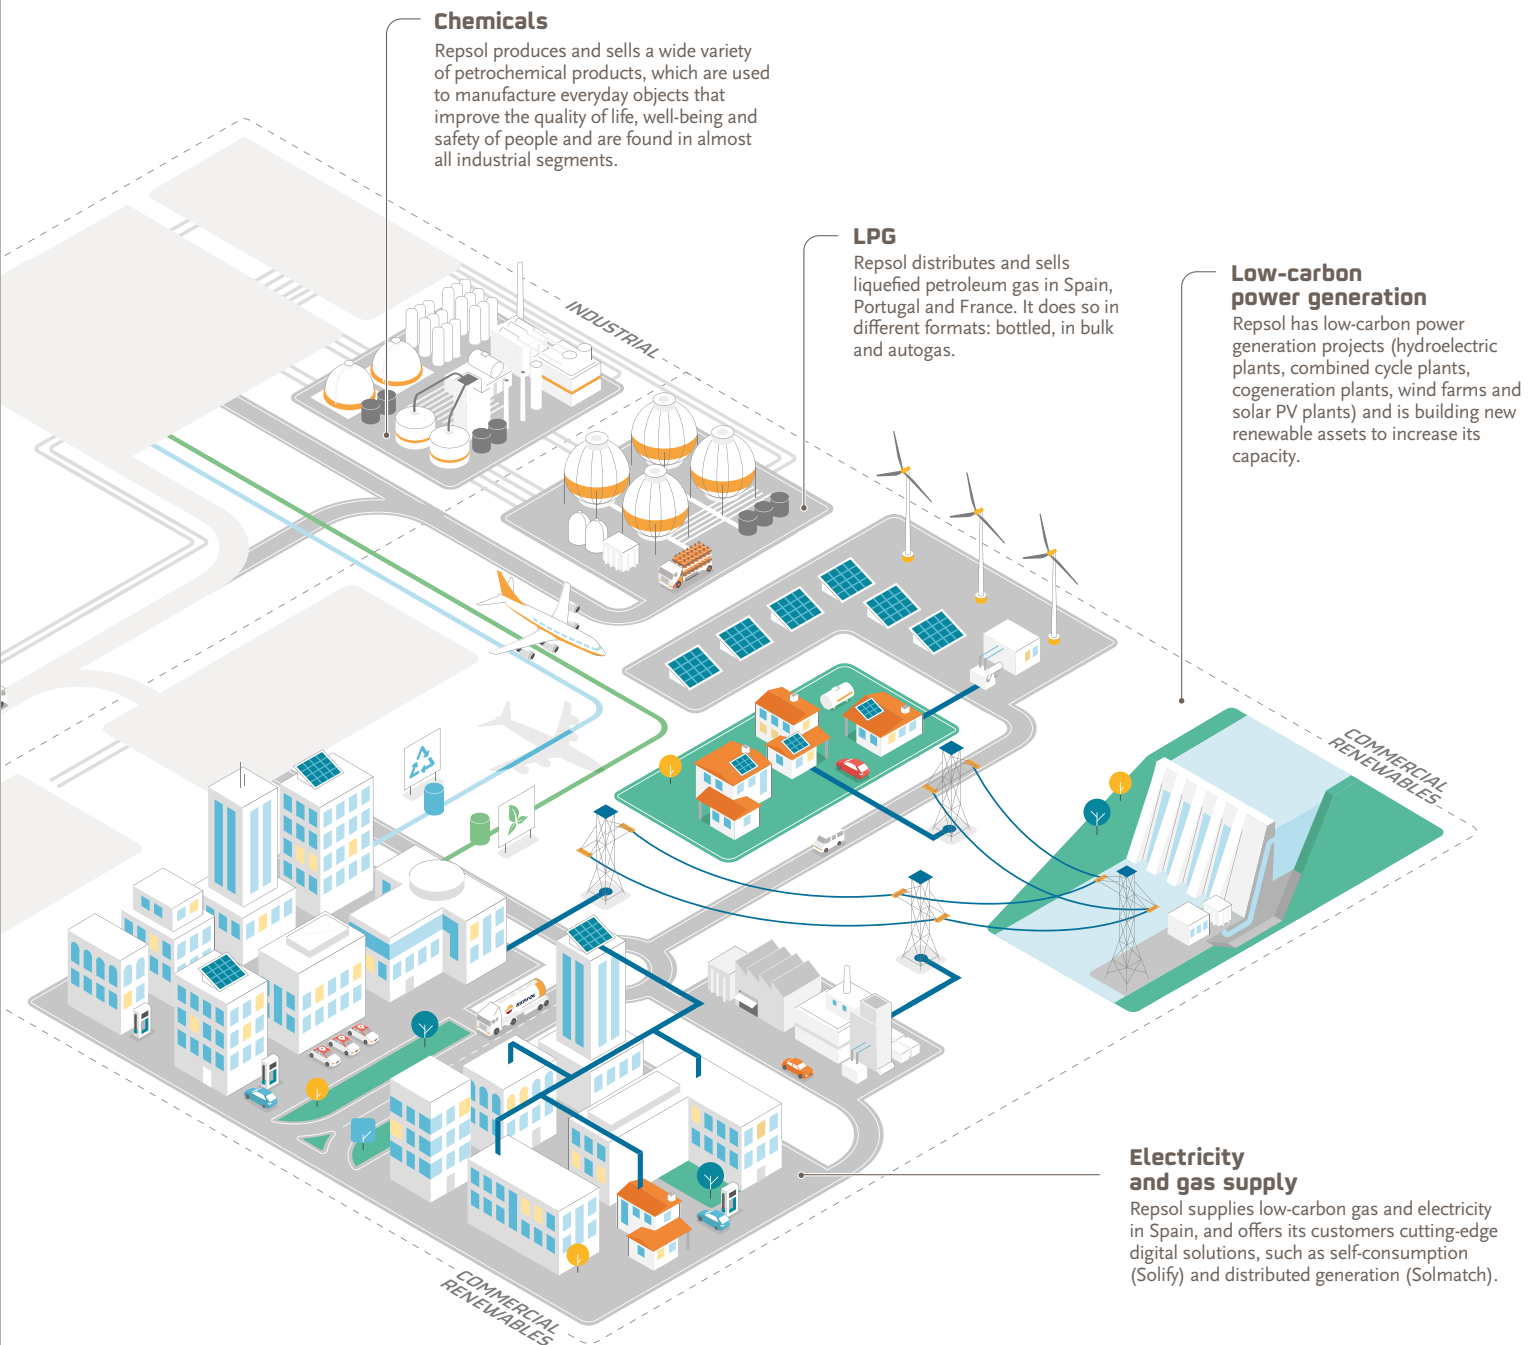 Chemicals
Repsol produces and sells a wide variety
of petrochemical products, which are used
to manufacture everyday objects that
improve the quality of life, well-being and
safety of people and are found in almost
all industrial segments.
LPG
Repsol distributes and sells
liquefied petroleum gas in Spain,
Portugal and France. It does so in
different formats: bottled, in bulk
and autogas.
Low-carbon
power generation
Repsol has low-carbon power
generation projects (hydroelectric
plants, combined cycle plants,
cogeneration plants, wind farms and
solar PV plants) and is building new
renewable assets to increase its
capacity.
INDUSTRIAL
COMMERCIAL
RENEWABLES
REPSOL
Electricity
and gas supply
Repsol supplies low-carbon gas and electricity
in Spain, and offers its customers cutting-edge
digital solutions, such as self-consumption
(Solify) and distributed generation (Solmatch).
COMMERCIAL
RENEWABLES